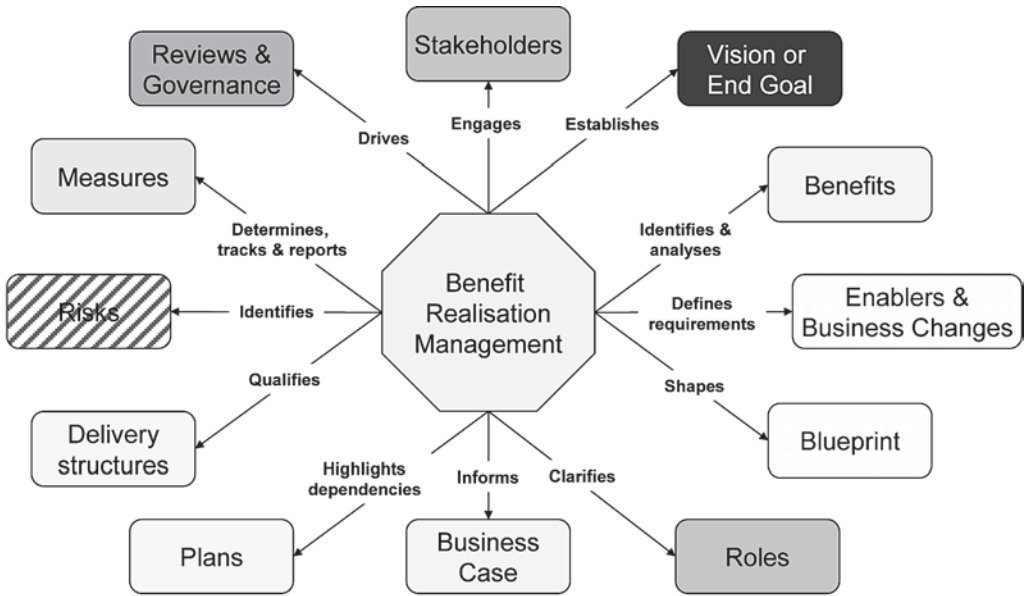 Stakeholders
Reviews &
Governance
Vision or
End Goal
Drives
Engages
Establishes
Measures
Benefits
Determines,
tracks & reports
Identifies &
analyses
Benefit
Realisation
Management
Risks
Identifies
Defines
requirements
Enablers &
Business Changes
Qualifies
Shapes
Delivery
structures
Blueprint
Highlights
dependencies
Informs
Clarifies
Plans
Business
Case
Roles